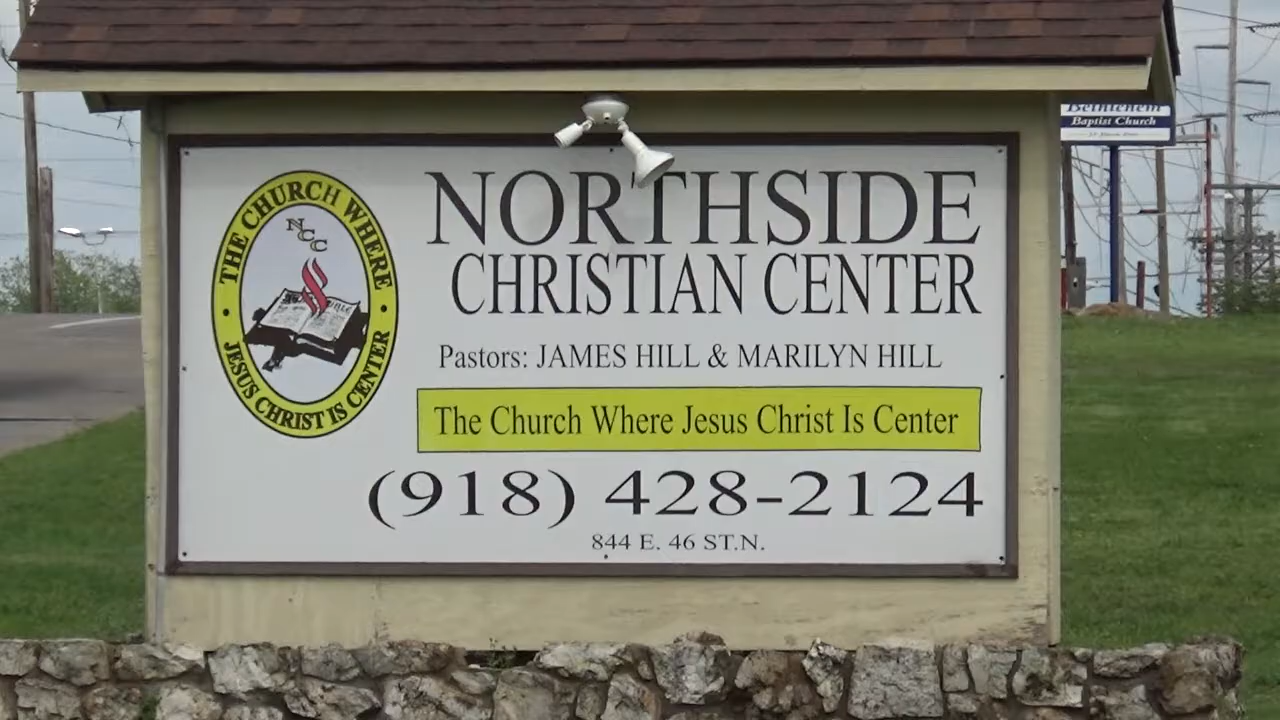 NORTHSIDE
CHRISTIAN CENTER
Pastors: JAMES HILL & MARILYN HILL
The Church Where Jesus Christ Is Center
(918) 428-2124
844 E. 46 ST.N.
THE CHURCH WHERE
NCC
JESUS CHRIST IS CENTER
Bethlehem
Baptist Church